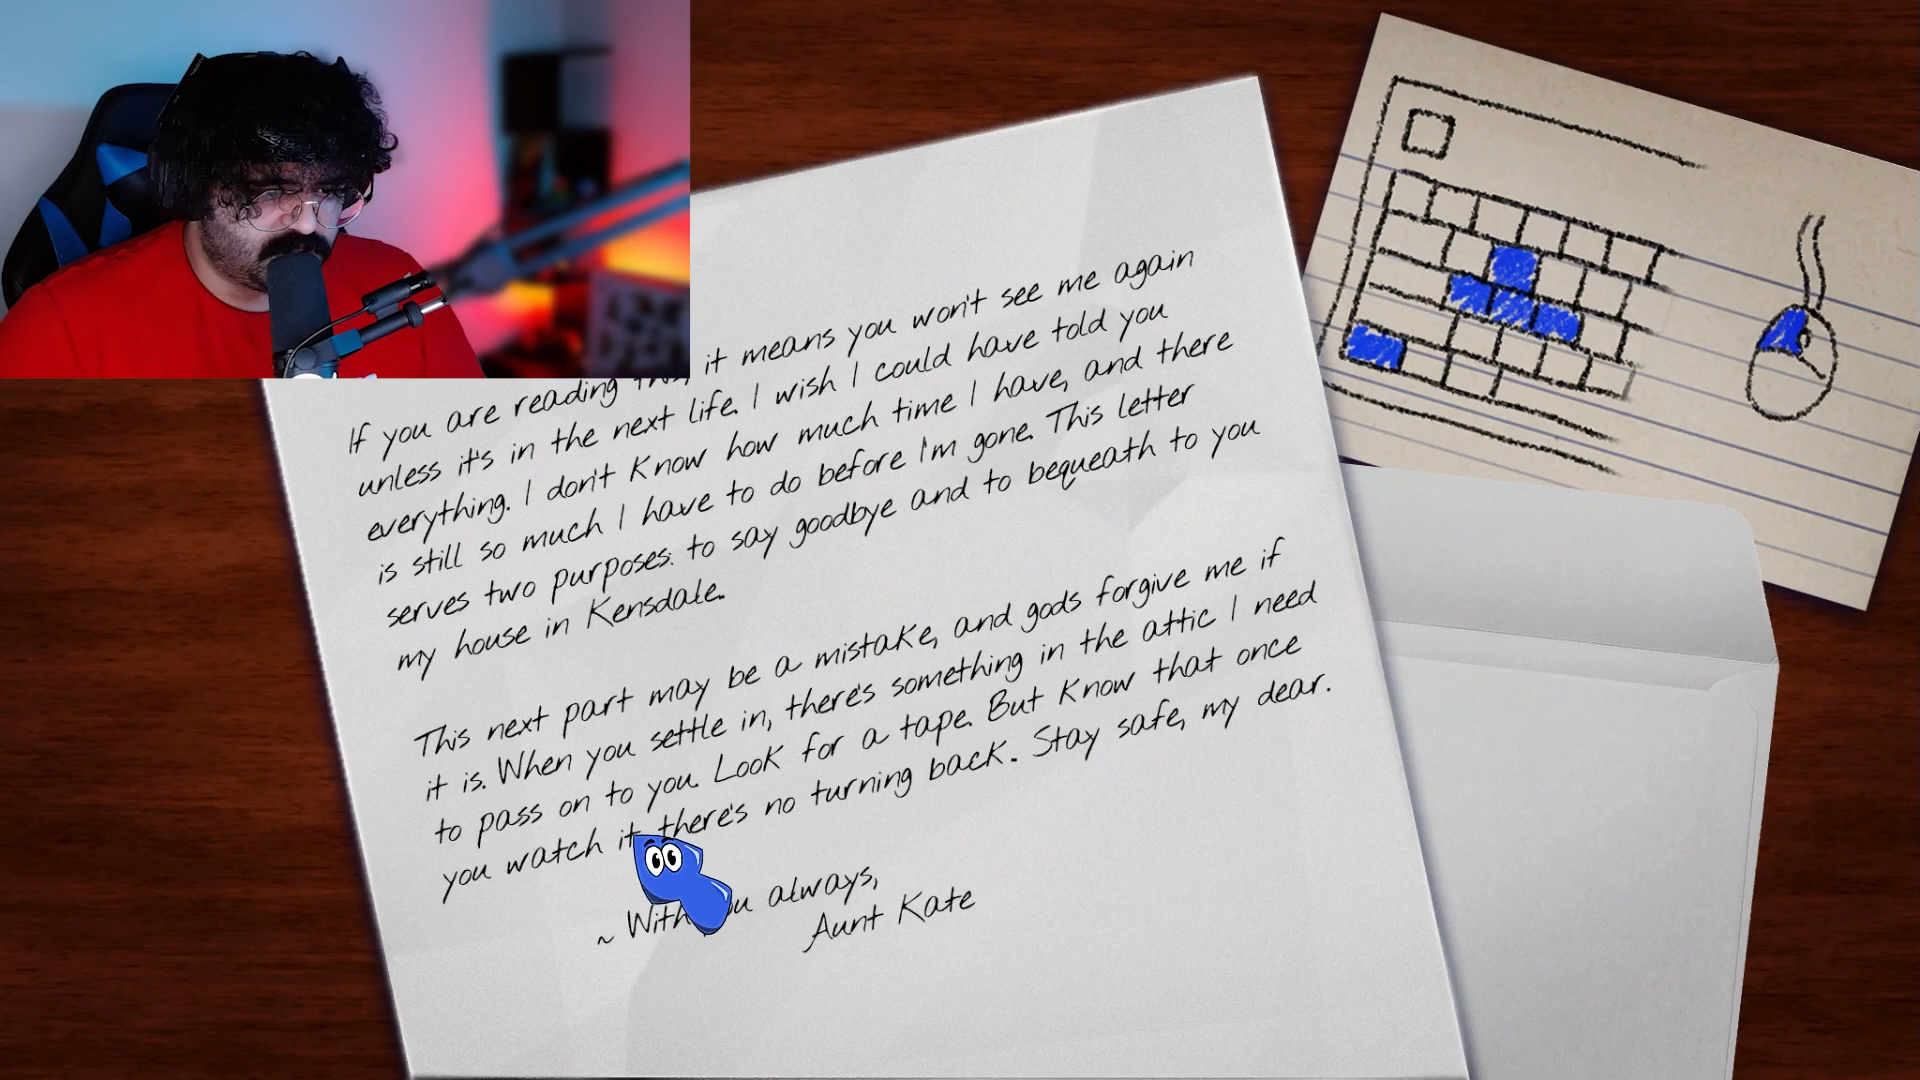 If you are reading this, it means you won't see me again
unless it's in the next life. I wish I could have told you
everything. I don't know how much time I have, and there
is still so much I have to do before I'm gone. This letter
serves two purposes: to say goodbye and to bequeath to you
my house in Kensdale.
This next part may be a mistake, and gods forgive me if
it is. When you settle in, there's something in the attic I need
to pass on to you. Look for a tape. But know that once
you watch it, there's no turning back. Stay safe, my dear.
~ With you always,
Aunt Kate